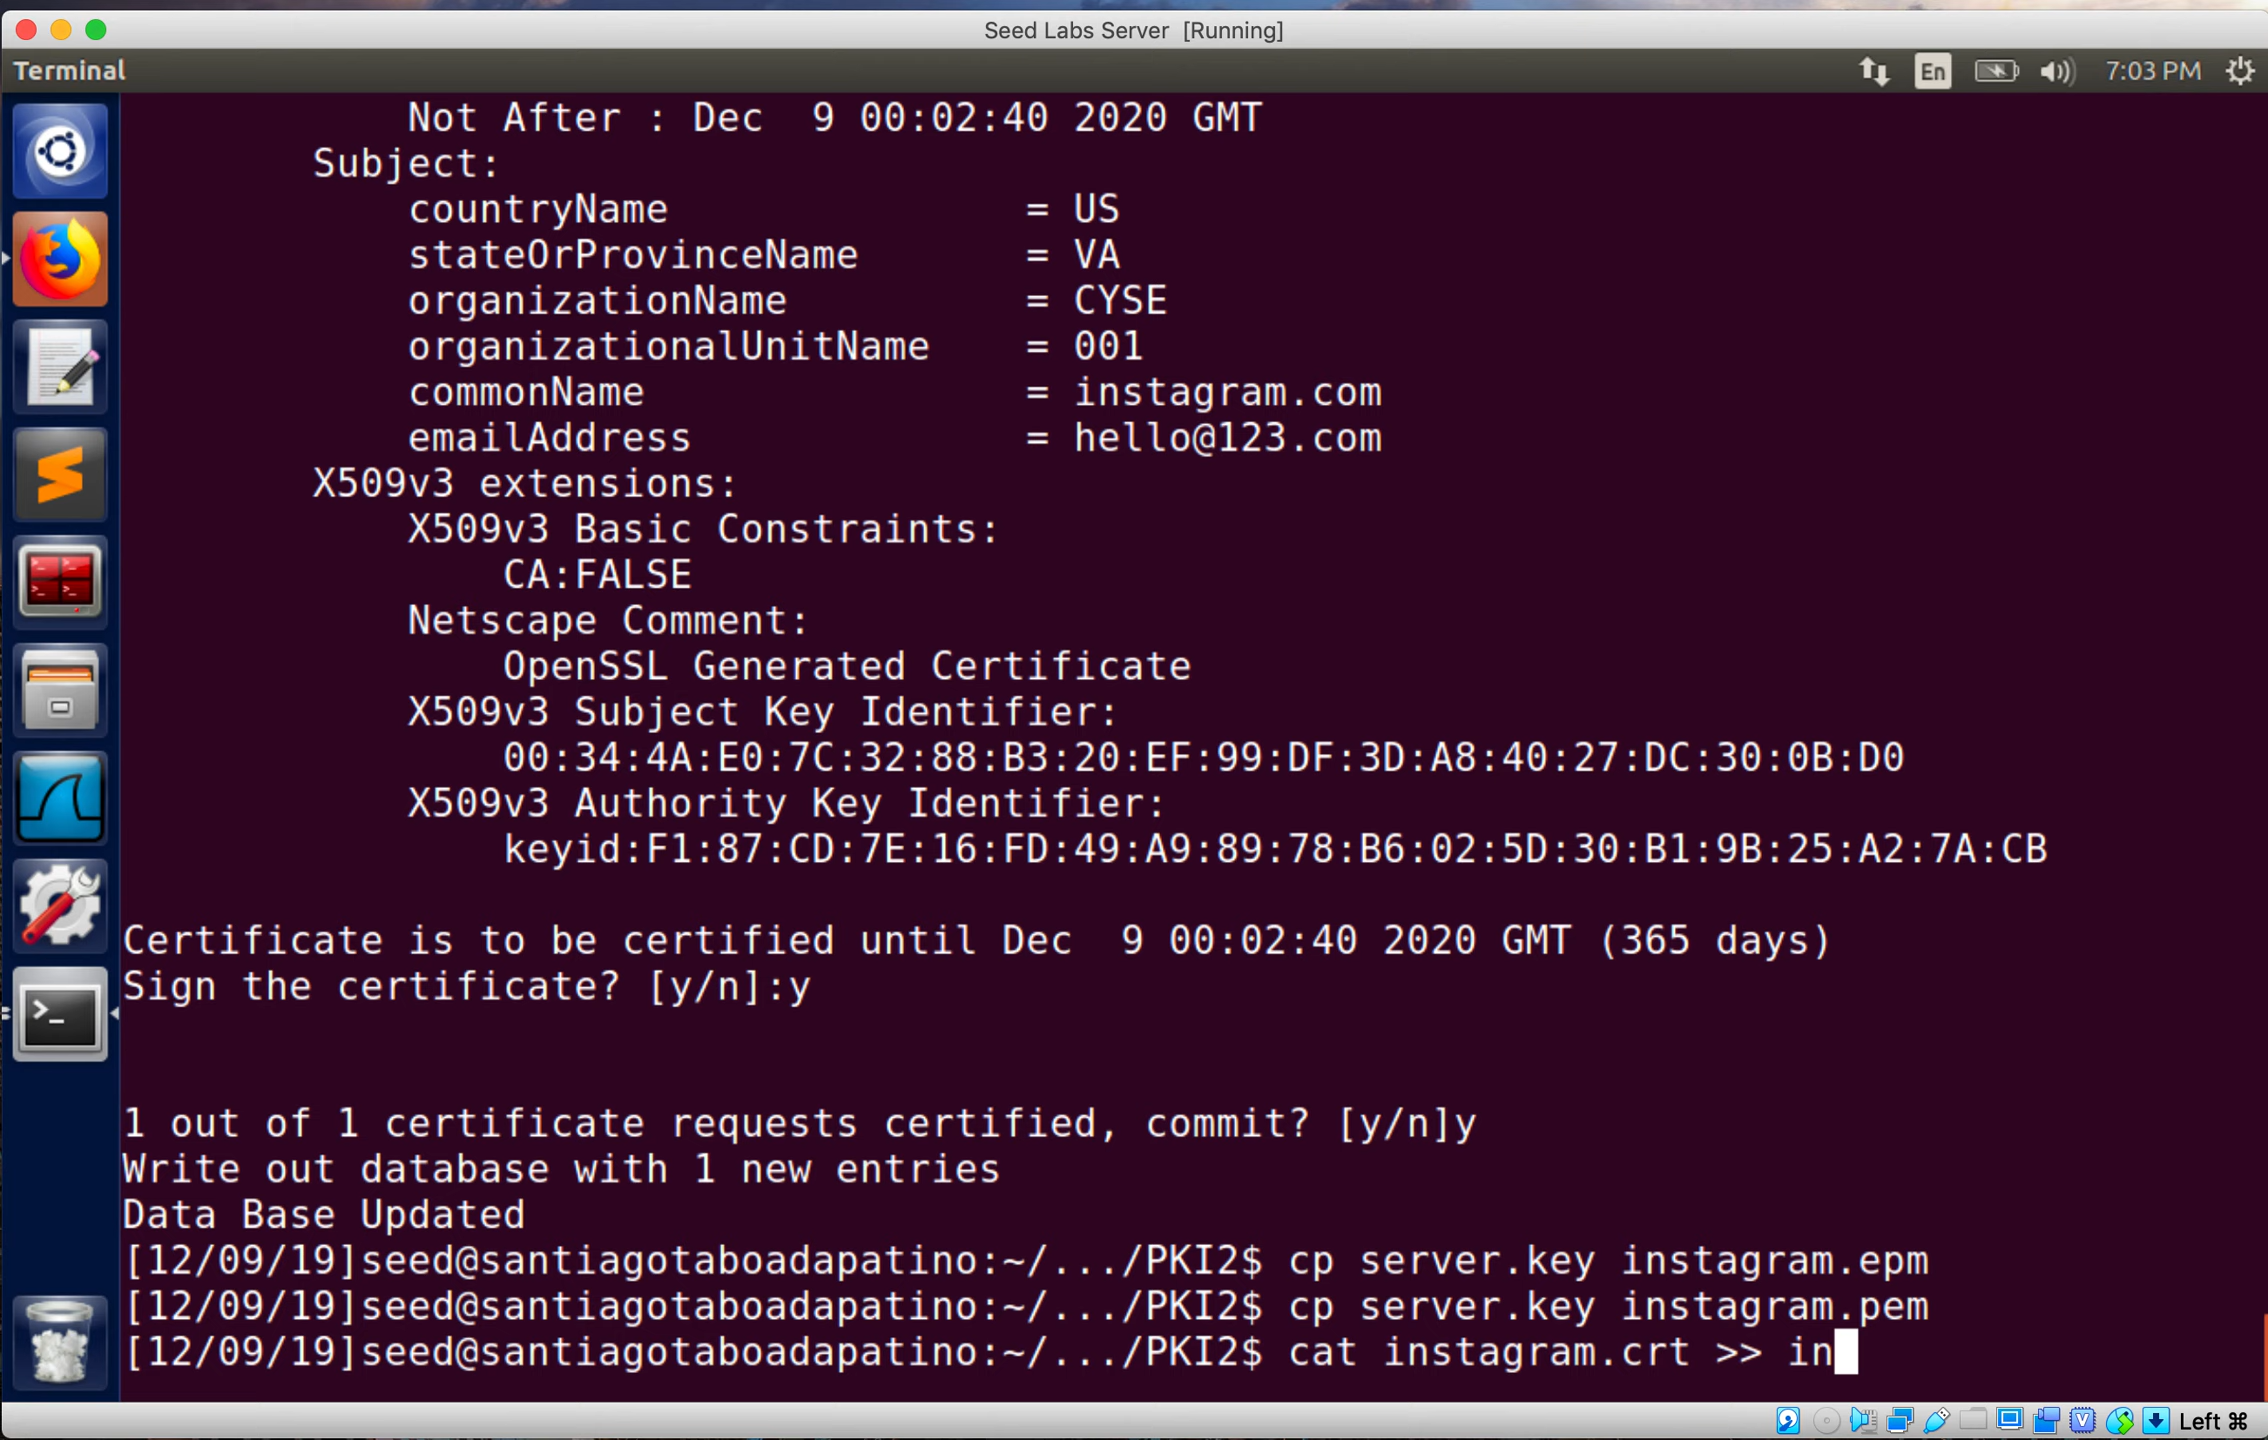 Seed Labs Server [Running]
Terminal
En
7:03 PM
Not After : Dec  9 00:02:40 2020 GMT
Subject:
countryName = US
stateOrProvinceName = VA
organizationName = CYSE
organizationalUnitName = 001
commonName = instagram.com
emailAddress = hello@123.com
X509v3 extensions:
X509v3 Basic Constraints:
CA:FALSE
Netscape Comment:
OpenSSL Generated Certificate
X509v3 Subject Key Identifier:
00:34:4A:E0:7C:32:88:B3:20:EF:99:DF:3D:A8:40:27:DC:30:0B:D0
X509v3 Authority Key Identifier:
keyid:F1:87:CD:7E:16:FD:49:A9:89:78:B6:02:5D:30:B1:9B:25:A2:7A:CB
Certificate is to be certified until Dec  9 00:02:40 2020 GMT (365 days)
Sign the certificate? [y/n]:y
1 out of 1 certificate requests certified, commit? [y/n]y
Write out database with 1 new entries
Data Base Updated
[12/09/19]seed@santiagotaboadapatino:~/.../PKI2$ cp server.key instagram.epm
[12/09/19]seed@santiagotaboadapatino:~/.../PKI2$ cp server.key instagram.pem
[12/09/19]seed@santiagotaboadapatino:~/.../PKI2$ cat instagram.crt >> in
Left ⌘